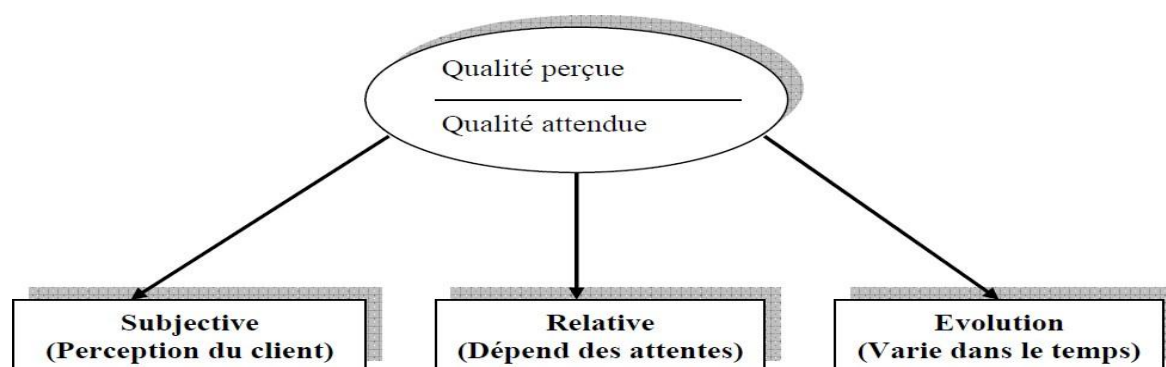 Qualité perçue
Qualité attendue
Subjective
(Perception du client)
Relative
(Dépend des attentes)
Evolution
(Varie dans le temps)